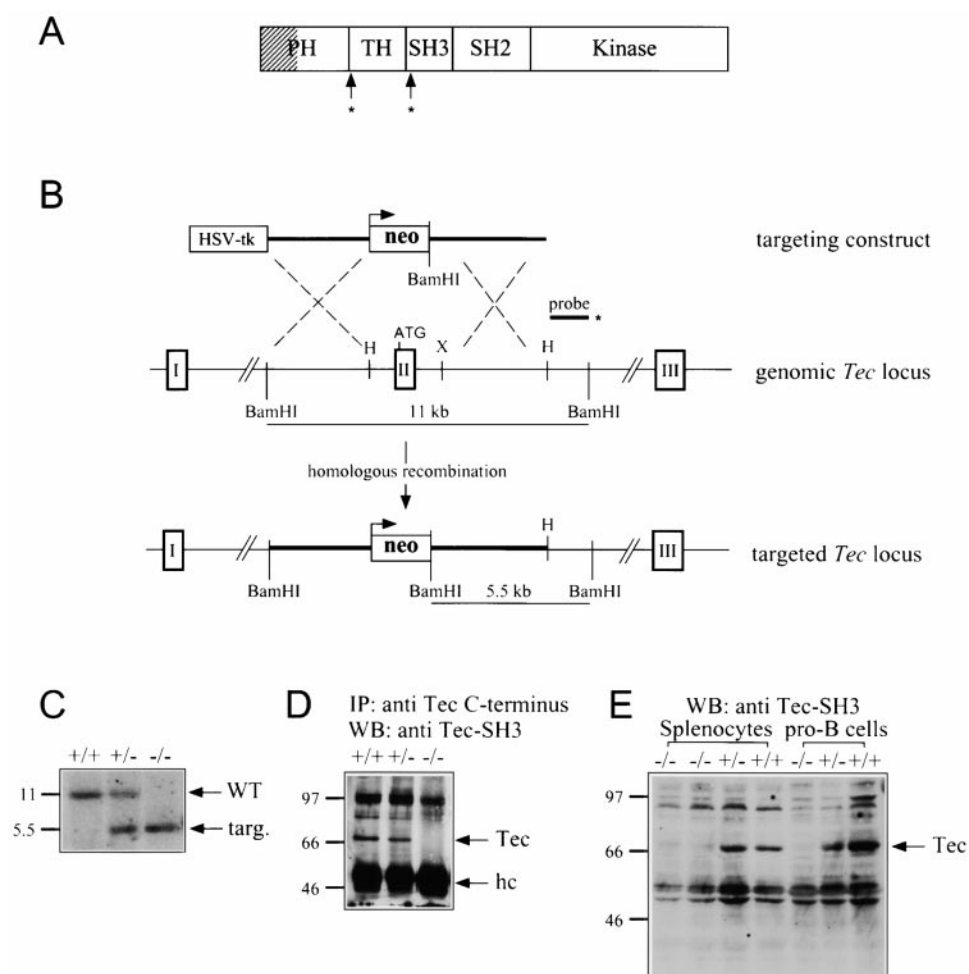 A
PH TH SH3 SH2 Kinase
* *
B
HSV-tk neo targeting construct
BamHI
probe *
ATG
H X H
I II III genomic Tec locus
BamHI 11 kb BamHI
homologous recombination
H
I neo III targeted Tec locus
BamHI BamHI 5.5 kb BamHI
C
+/+ +/- -/-
11 WT
5.5 targ.
D
IP: anti Tec C-terminus
WB: anti Tec-SH3
+/+ +/- -/-
97
66 Tec
46 hc
E
WB: anti Tec-SH3
Splenocytes pro-B cells
-/- -/- +/- +/+ -/- +/- +/+
97
66 Tec
46